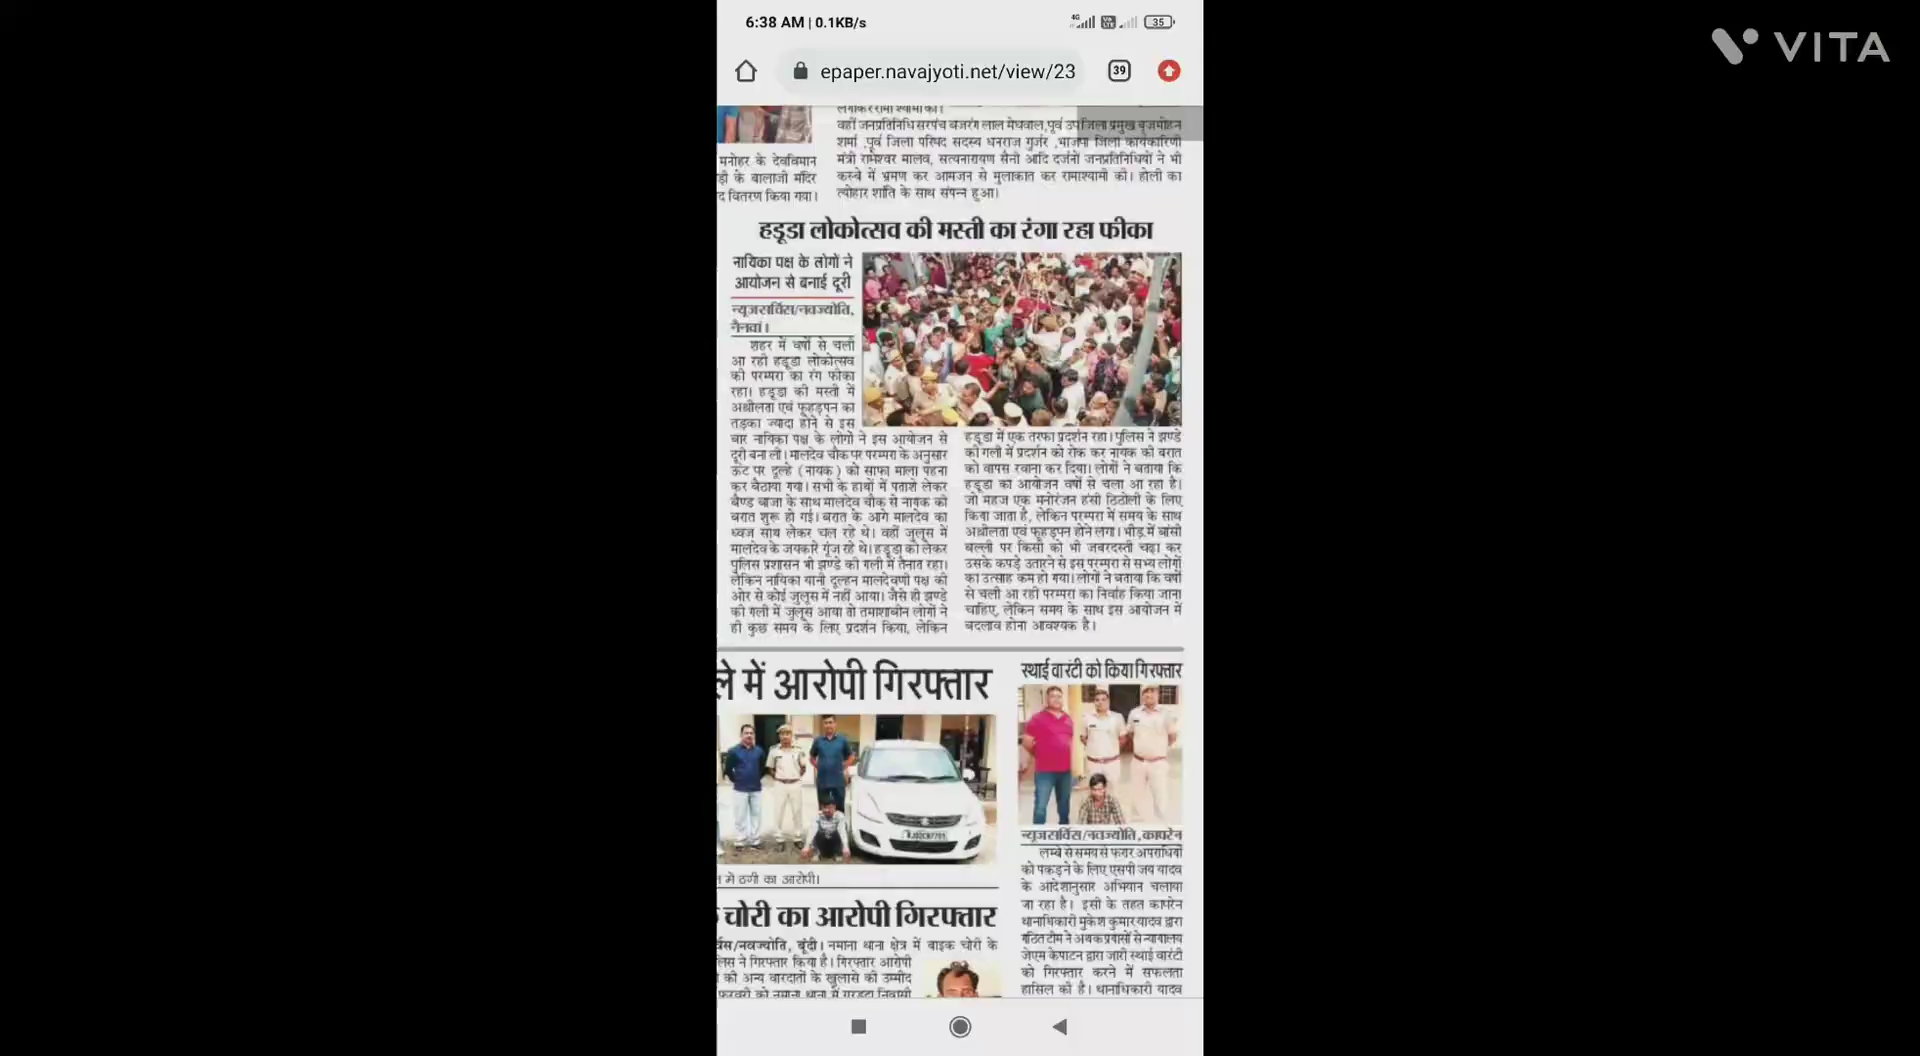 6:38 AM | 0.1KB/s
4G
35
epaper.navajyoti.net/view/23
39
VITA
लगाकर रामा श्यामा की।
वहीं जनप्रतिनिधि सरपंच बजरंग लाल मेघवाल,पूर्व उप जिला प्रमुख बृजमोहन
शर्मा ,पूर्व जिला परिषद सदस्य धनराज गुर्जर ,भाजपा जिला कार्यकारिणी
मंत्री रामेश्वर मालव, सत्यनारायण सैनी आदि दर्जनों जनप्रतिनिधियों ने भी
कस्बे में भ्रमण कर आमजन से मुलाकात कर रामाश्यामी की। होली का
त्योहार शांति के साथ संपन्न हुआ।
मनोहर के देवविमान
ड़ी के बालाजी मंदिर
द वितरण किया गया।
हडूडा लोकोत्सव की मस्ती का रंगा रहा फीका
नायिका पक्ष के लोगों ने
आयोजन से बनाई दूरी
न्यूजसर्विस/नवज्योति,
नैनवां।
शहर में वर्षों से चली
आ रही हडूडा लोकोत्सव
की परम्परा का रंग फीका
रहा। हडूडा की मस्ती में
अश्लीलता एवं फूहड़पन का
तड़का ज्यादा होने से इस
बार नायिका पक्ष के लोगों ने इस आयोजन से
दूरी बना ली। मालदेव चौक पर परम्परा के अनुसार
ऊंट पर दूल्हे (नायक) को साफा माला पहना
कर बैठाया गया। सभी के हाथों में पताशे लेकर
बैण्ड बाजा के साथ मालदेव चौक से नायक की
बरात शुरू हो गई। बरात के आगे मालदेव का
ध्वज साथ लेकर चल रहे थे। वहीं जुलूस में
मालदेव के जयकारे गूंज रहे थे। हडूडा को लेकर
पुलिस प्रशासन भी झण्डे की गली में तैनात रहा।
लेकिन नायिका यानी दूल्हन मालदेवणी पक्ष की
ओर से कोई जुलूस में नहीं आया। जैसे ही झण्डे
की गली में जुलूस आया तो तमाशाबीन लोगों ने
ही कुछ समय के लिए प्रदर्शन किया, लेकिन
हडूडा में एक तरफा प्रदर्शन रहा। पुलिस ने झण्डे
की गली में प्रदर्शन को रोक कर नायक की बरात
को वापस रवाना कर दिया। लोगों ने बताया कि
हडूडा का आयोजन वर्षों से चला आ रहा है।
जो महज एक मनोरंजन हंसी ठिठोली के लिए
किया जाता है, लेकिन परम्परा में समय के साथ
अश्लीलता एवं फूहड़पन होने लगा। भीड़ में बांसी
बल्ली पर किसी को भी जबरदस्ती चढ़ा कर
उसके कपड़े उतारने से इस परम्परा से सभ्य लोगों
का उत्साह कम हो गया। लोगों ने बताया कि वर्षों
से चली आ रही परम्परा का निर्वाह किया जाना
चाहिए, लेकिन समय के साथ इस आयोजन में
बदलाव होना आवश्यक है।
ले में आरोपी गिरफ्तार
में ठगी का आरोपी।
चोरी का आरोपी गिरफ्तार
र्विस/नवज्योति, बूंदी। नमाना थाना क्षेत्र में बाइक चोरी के
लिस ने गिरफ्तार किया है। गिरफ्तार आरोपी
की अन्य वारदातों के खुलासे की उम्मीद
फरवरी को नमाना थाना में गरडदा निवासी
स्थाई वारंटी को किया गिरफ्तार
न्यूजसर्विस/नवज्योति,कापरेन
लम्बे से समय से फरार अपराधियों
को पकड़ने के लिए एसपी जय यादव
के आदेशानुसार अभियान चलाया
जा रहा है। इसी के तहत कापरेन
थानाधिकारी मुकेश कुमार यादव द्वारा
गठित टीम ने अथक प्रयासों से न्यायालय
जेएम केपाटन द्वारा जारी स्थाई वारंटी
को गिरफ्तार करने में सफलता
हासिल की है। थानाधिकारी यादव